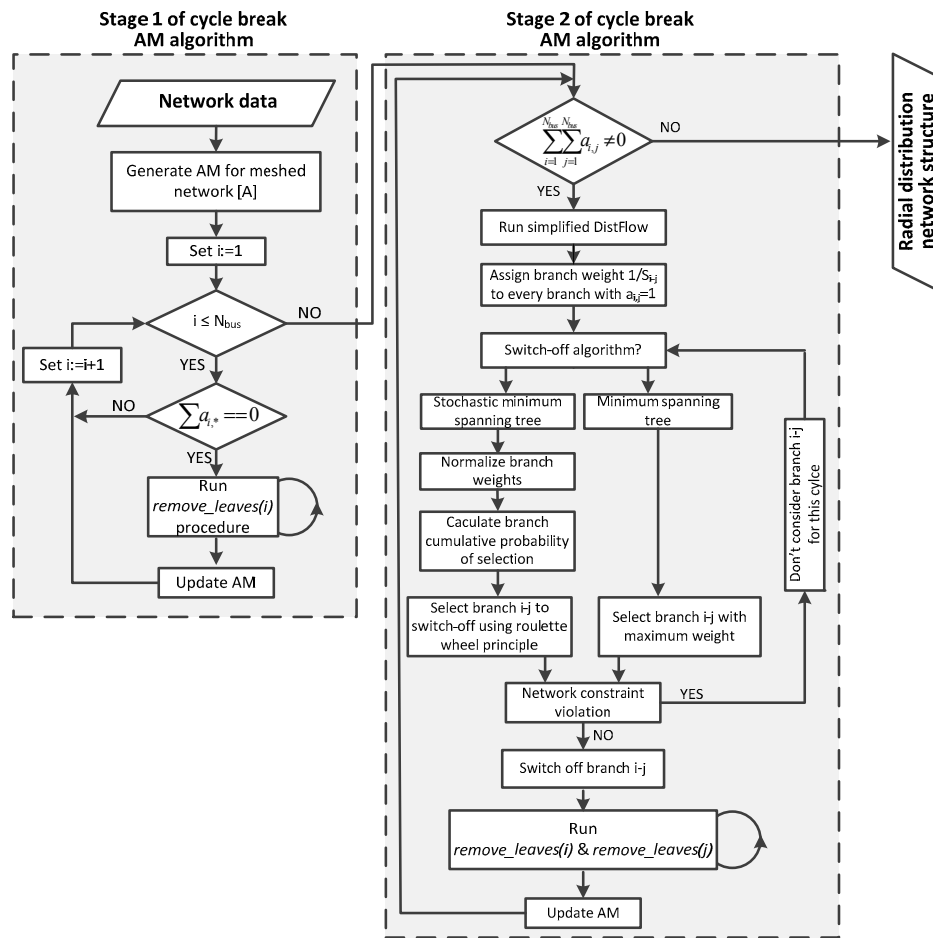 Stage 1 of cycle break
AM algorithm
Network data
Generate AM for meshed
network [A]
Set i:=1
i ≤ N_bus
NO
YES
Set i:=i+1
NO
∑a_{i,*} ==0
YES
Run
remove_leaves(i)
procedure
Update AM
Stage 2 of cycle break
AM algorithm
∑_{i=1}^{N_bus} ∑_{j=1}^{N_bus} a_{i,j} ≠0
NO
YES
Run simplified DistFlow
Assign branch weight 1/S_{i-j}
to every branch with a_{i,j}=1
Switch-off algorithm?
Stochastic minimum
spanning tree
Minimum spanning
tree
Normalize branch
weights
Caculate branch
cumulative probability
of selection
Select branch i-j to
switch-off using roulette
wheel principle
Select branch i-j with
maximum weight
Don't consider branch i-j
for this cylce
Network constraint
violation
YES
NO
Switch off branch i-j
Run
remove_leaves(i) & remove_leaves(j)
Update AM
Radial distribution
network structure